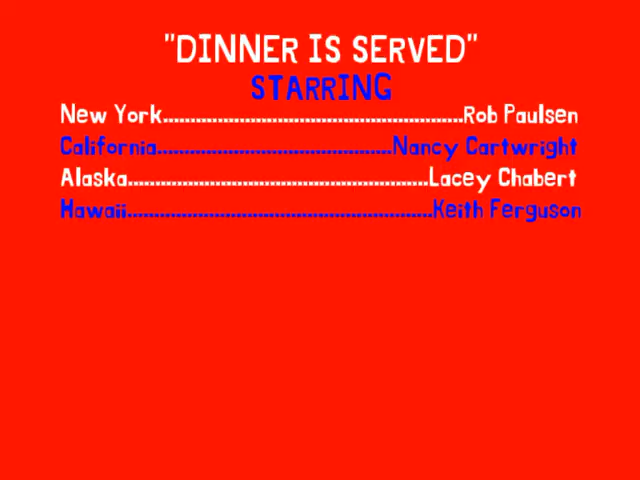 "DINNER IS SERVED"
STARRING
New York.......................................................Rob Paulsen
California...........................................Nancy Cartwright
Alaska.......................................................Lacey Chabert
Hawaii........................................................Keith Ferguson